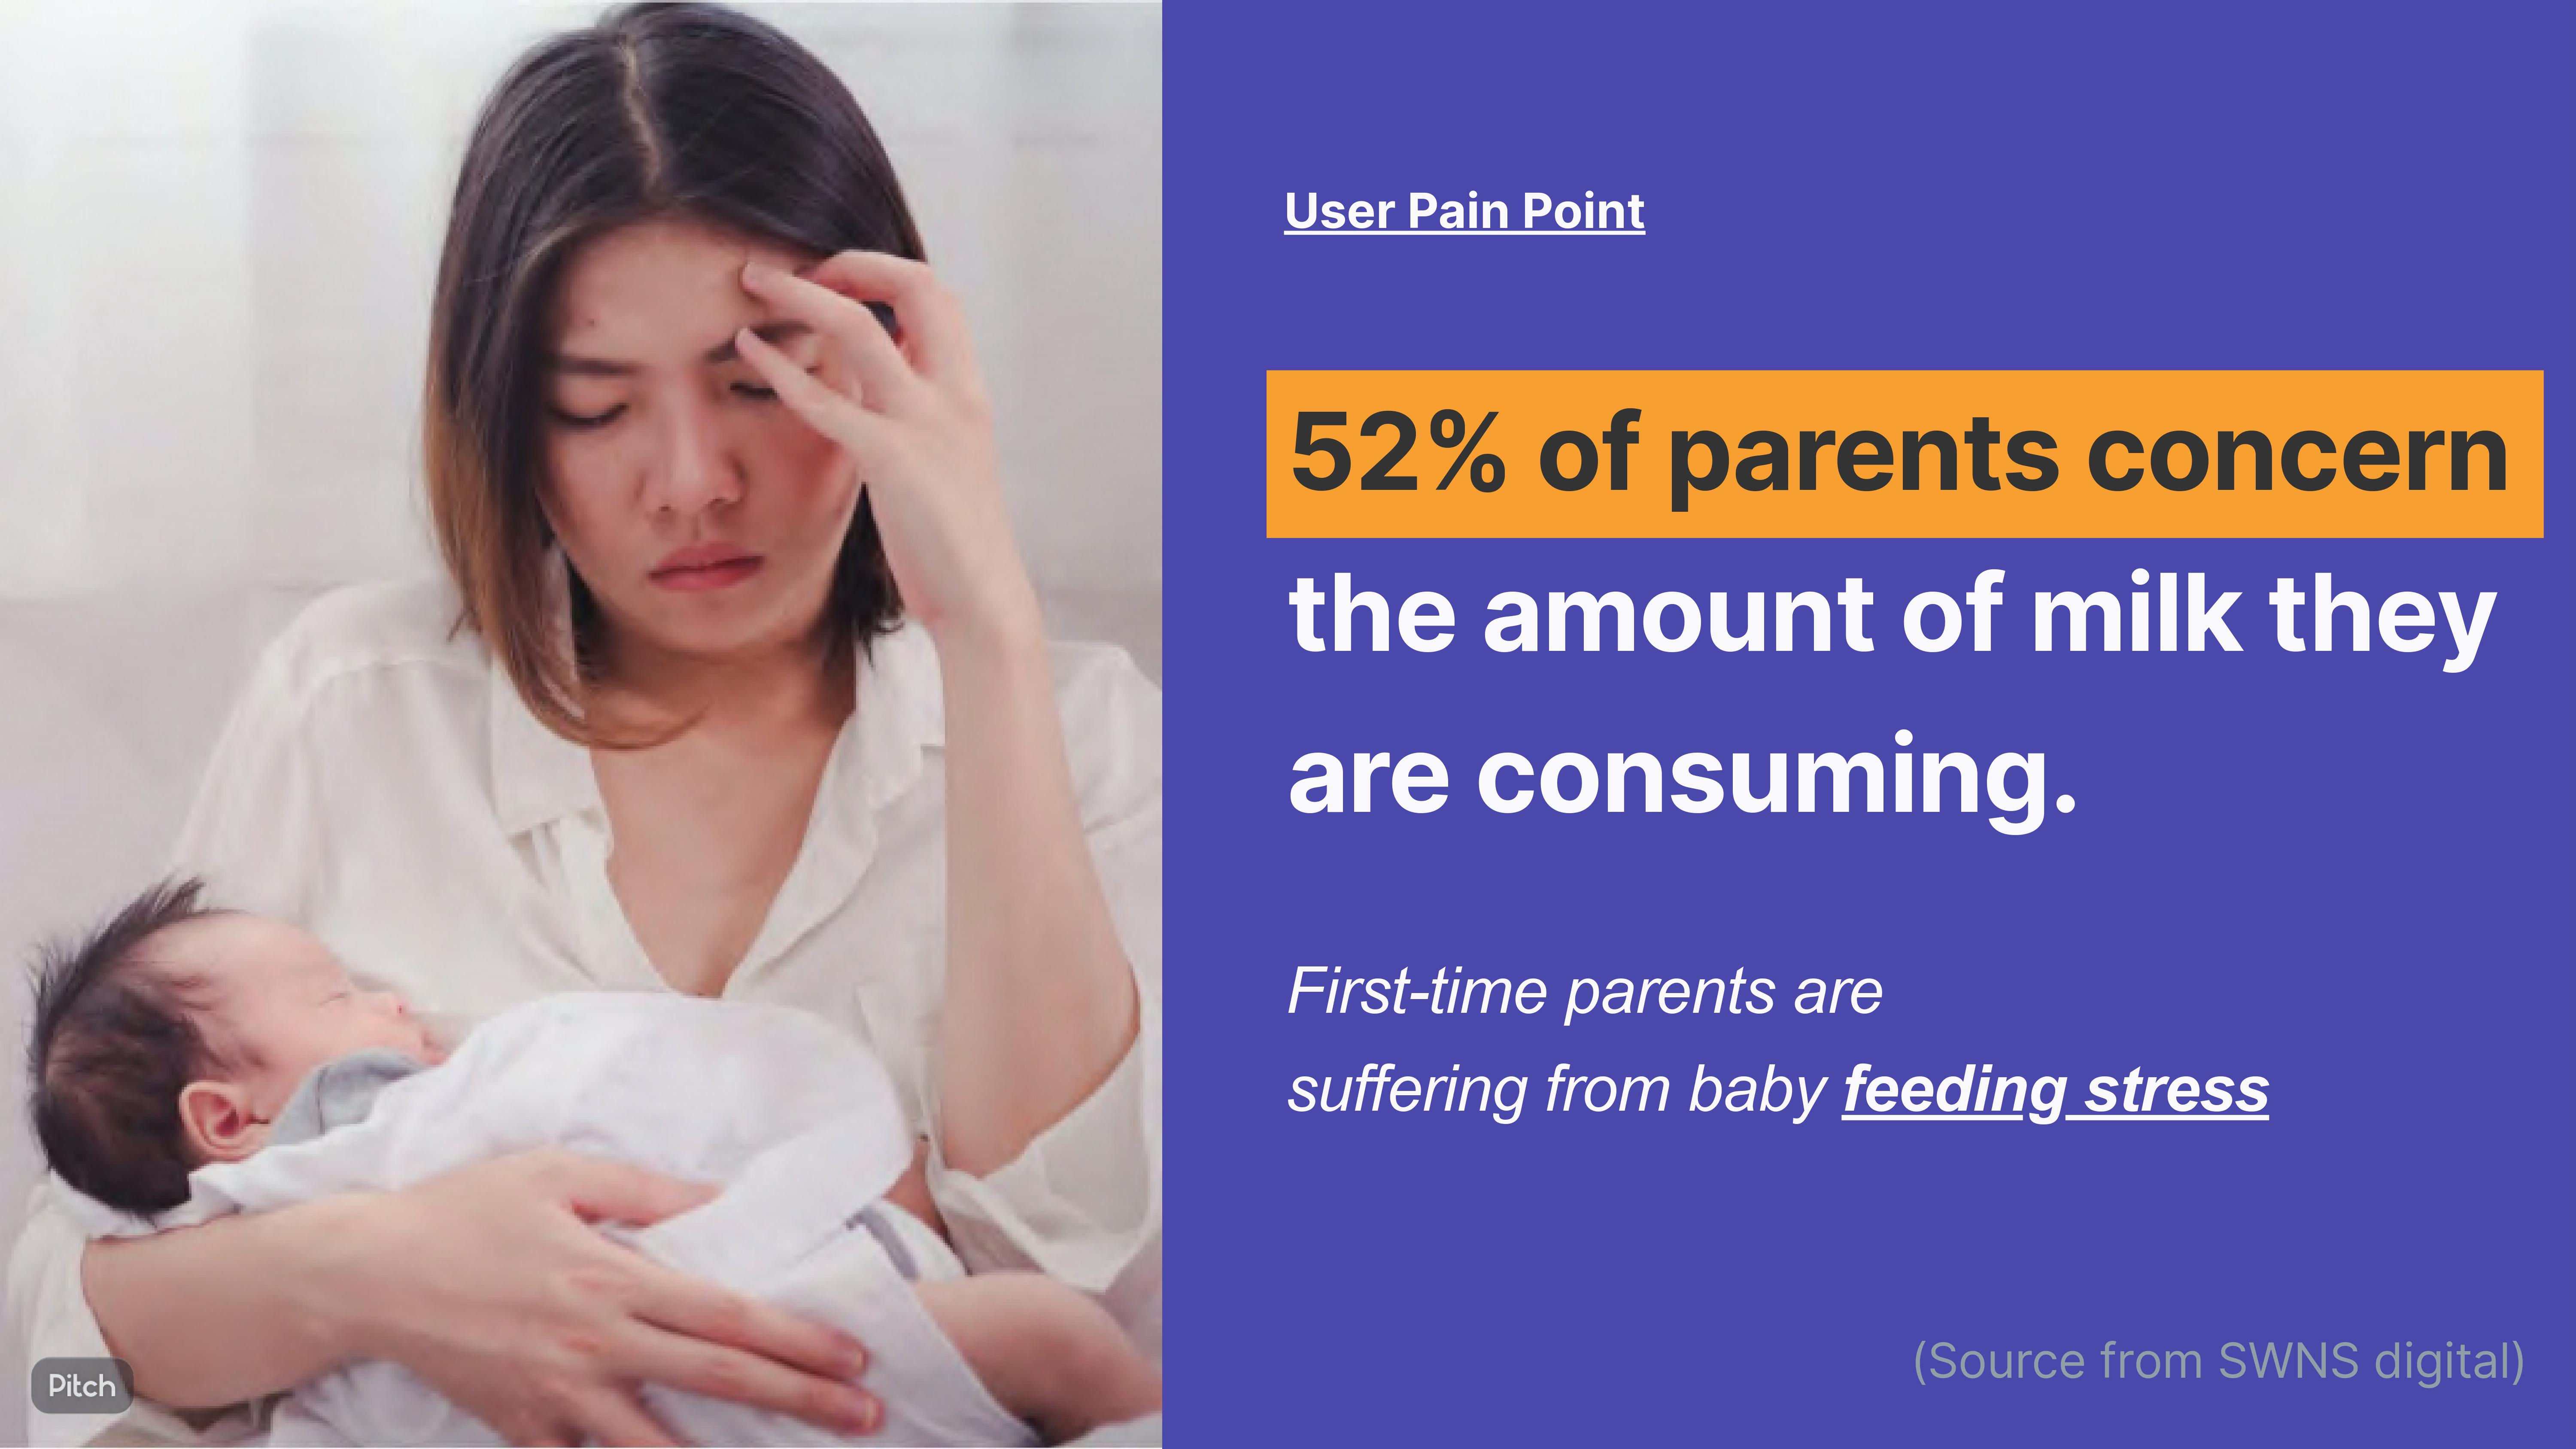 User Pain Point
52% of parents concern
the amount of milk they
are consuming.
First-time parents are
suffering from baby feeding stress
(Source from SWNS digital)
Pitch